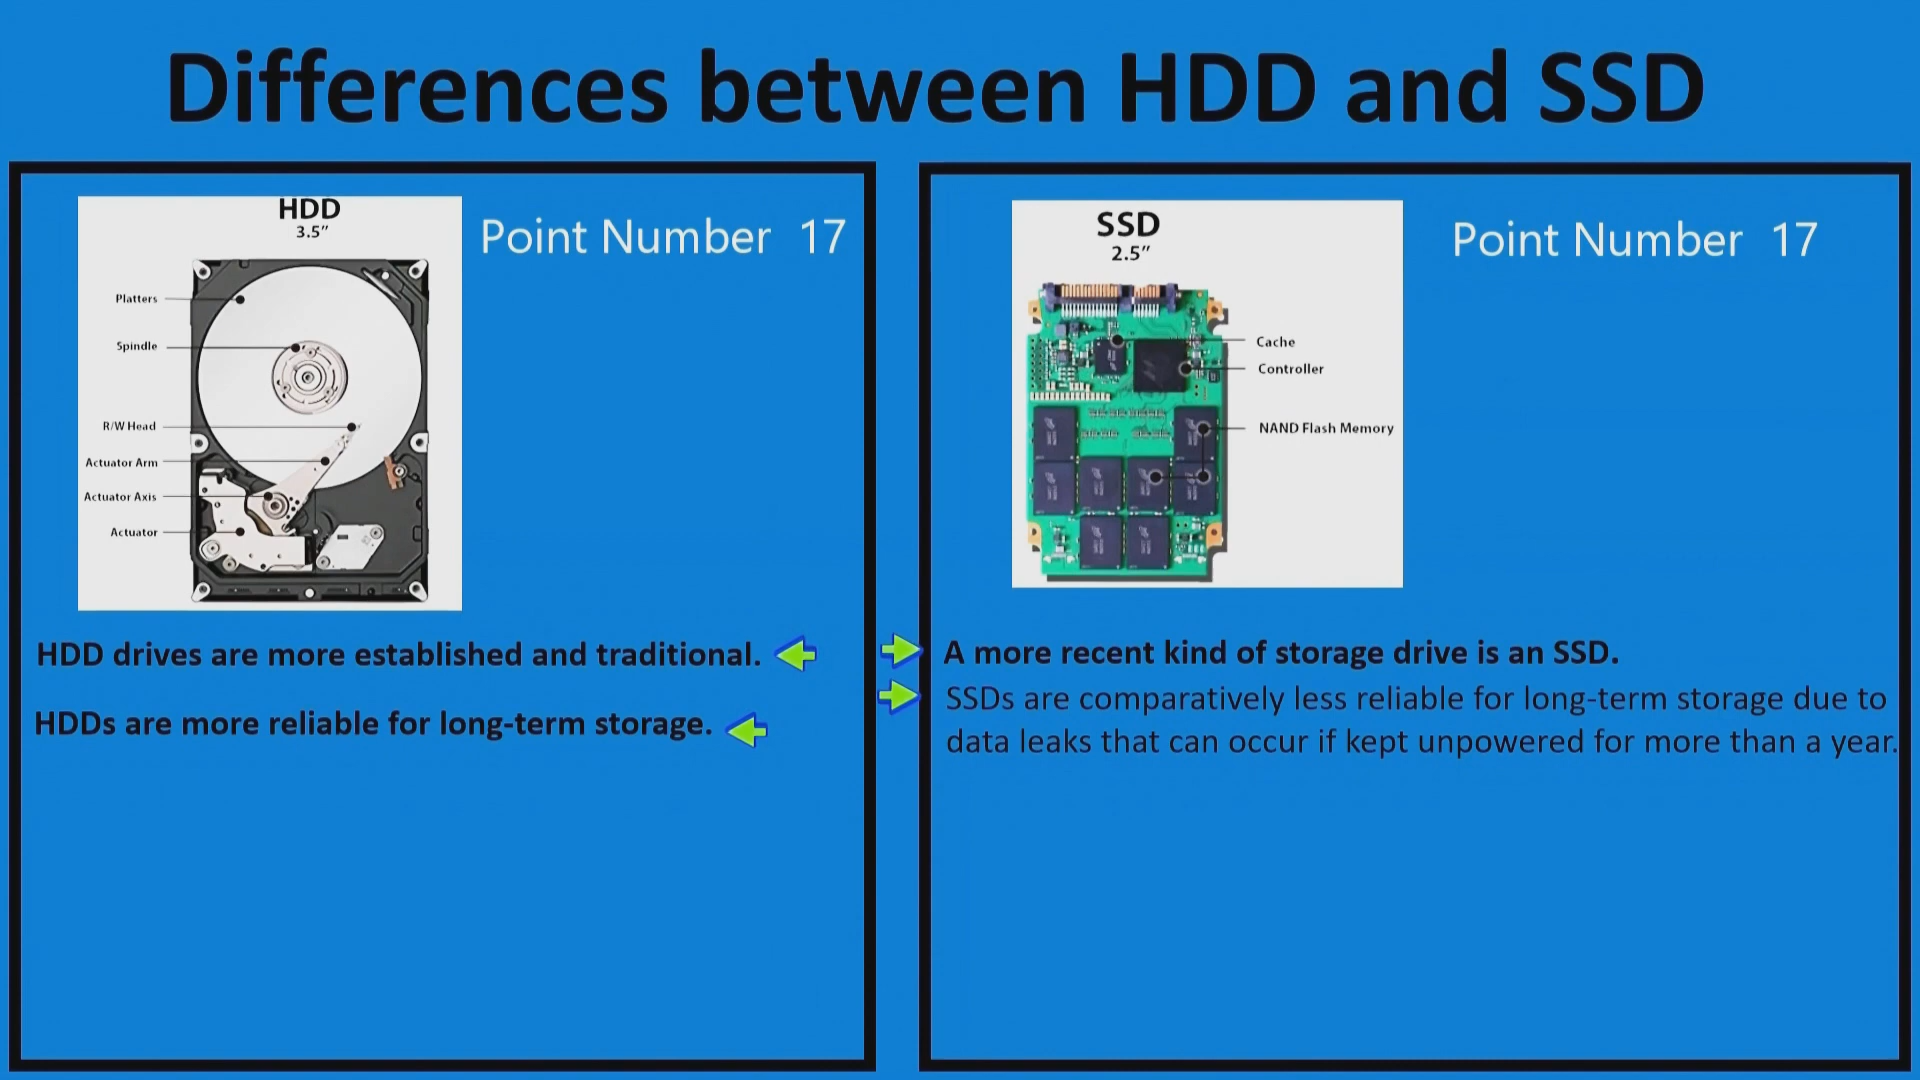 Differences between HDD and SSD
HDD
3.5”
Point Number 17
Platters
Spindle
R/W Head
Actuator Arm
Actuator Axis
Actuator
HDD drives are more established and traditional.
HDDs are more reliable for long-term storage.
SSD
2.5”
Point Number 17
Cache
Controller
NAND Flash Memory
A more recent kind of storage drive is an SSD.
SSDs are comparatively less reliable for long-term storage due to
data leaks that can occur if kept unpowered for more than a year.